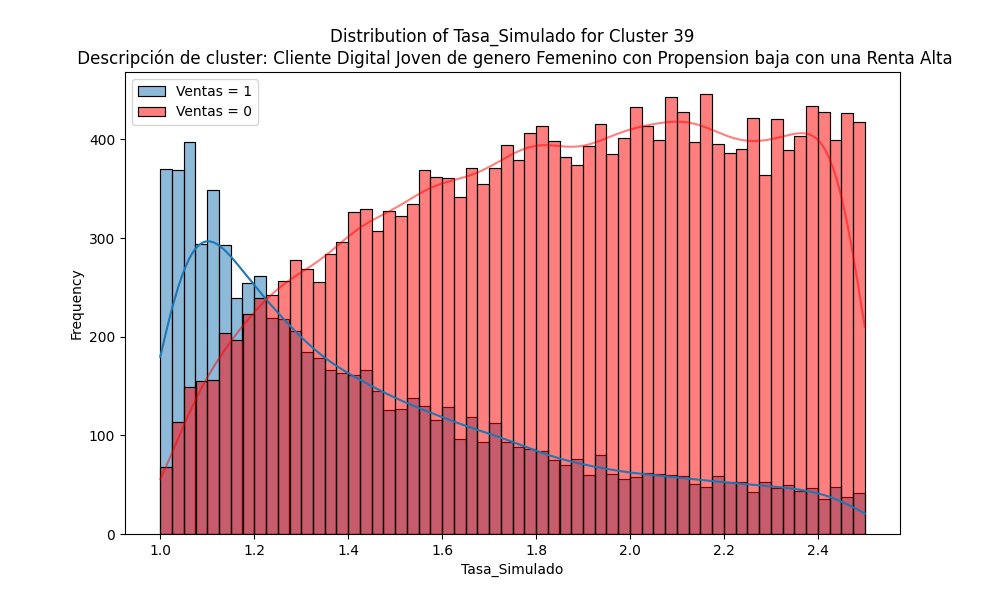 Distribution of Tasa_Simulado for Cluster 39
Descripción de cluster: Cliente Digital Joven de genero Femenino con Propension baja con una Renta Alta
Ventas = 1
Ventas = 0
Frequency
400
300
200
100
0
1.0 1.2 1.4 1.6 1.8 2.0 2.2 2.4
Tasa_Simulado